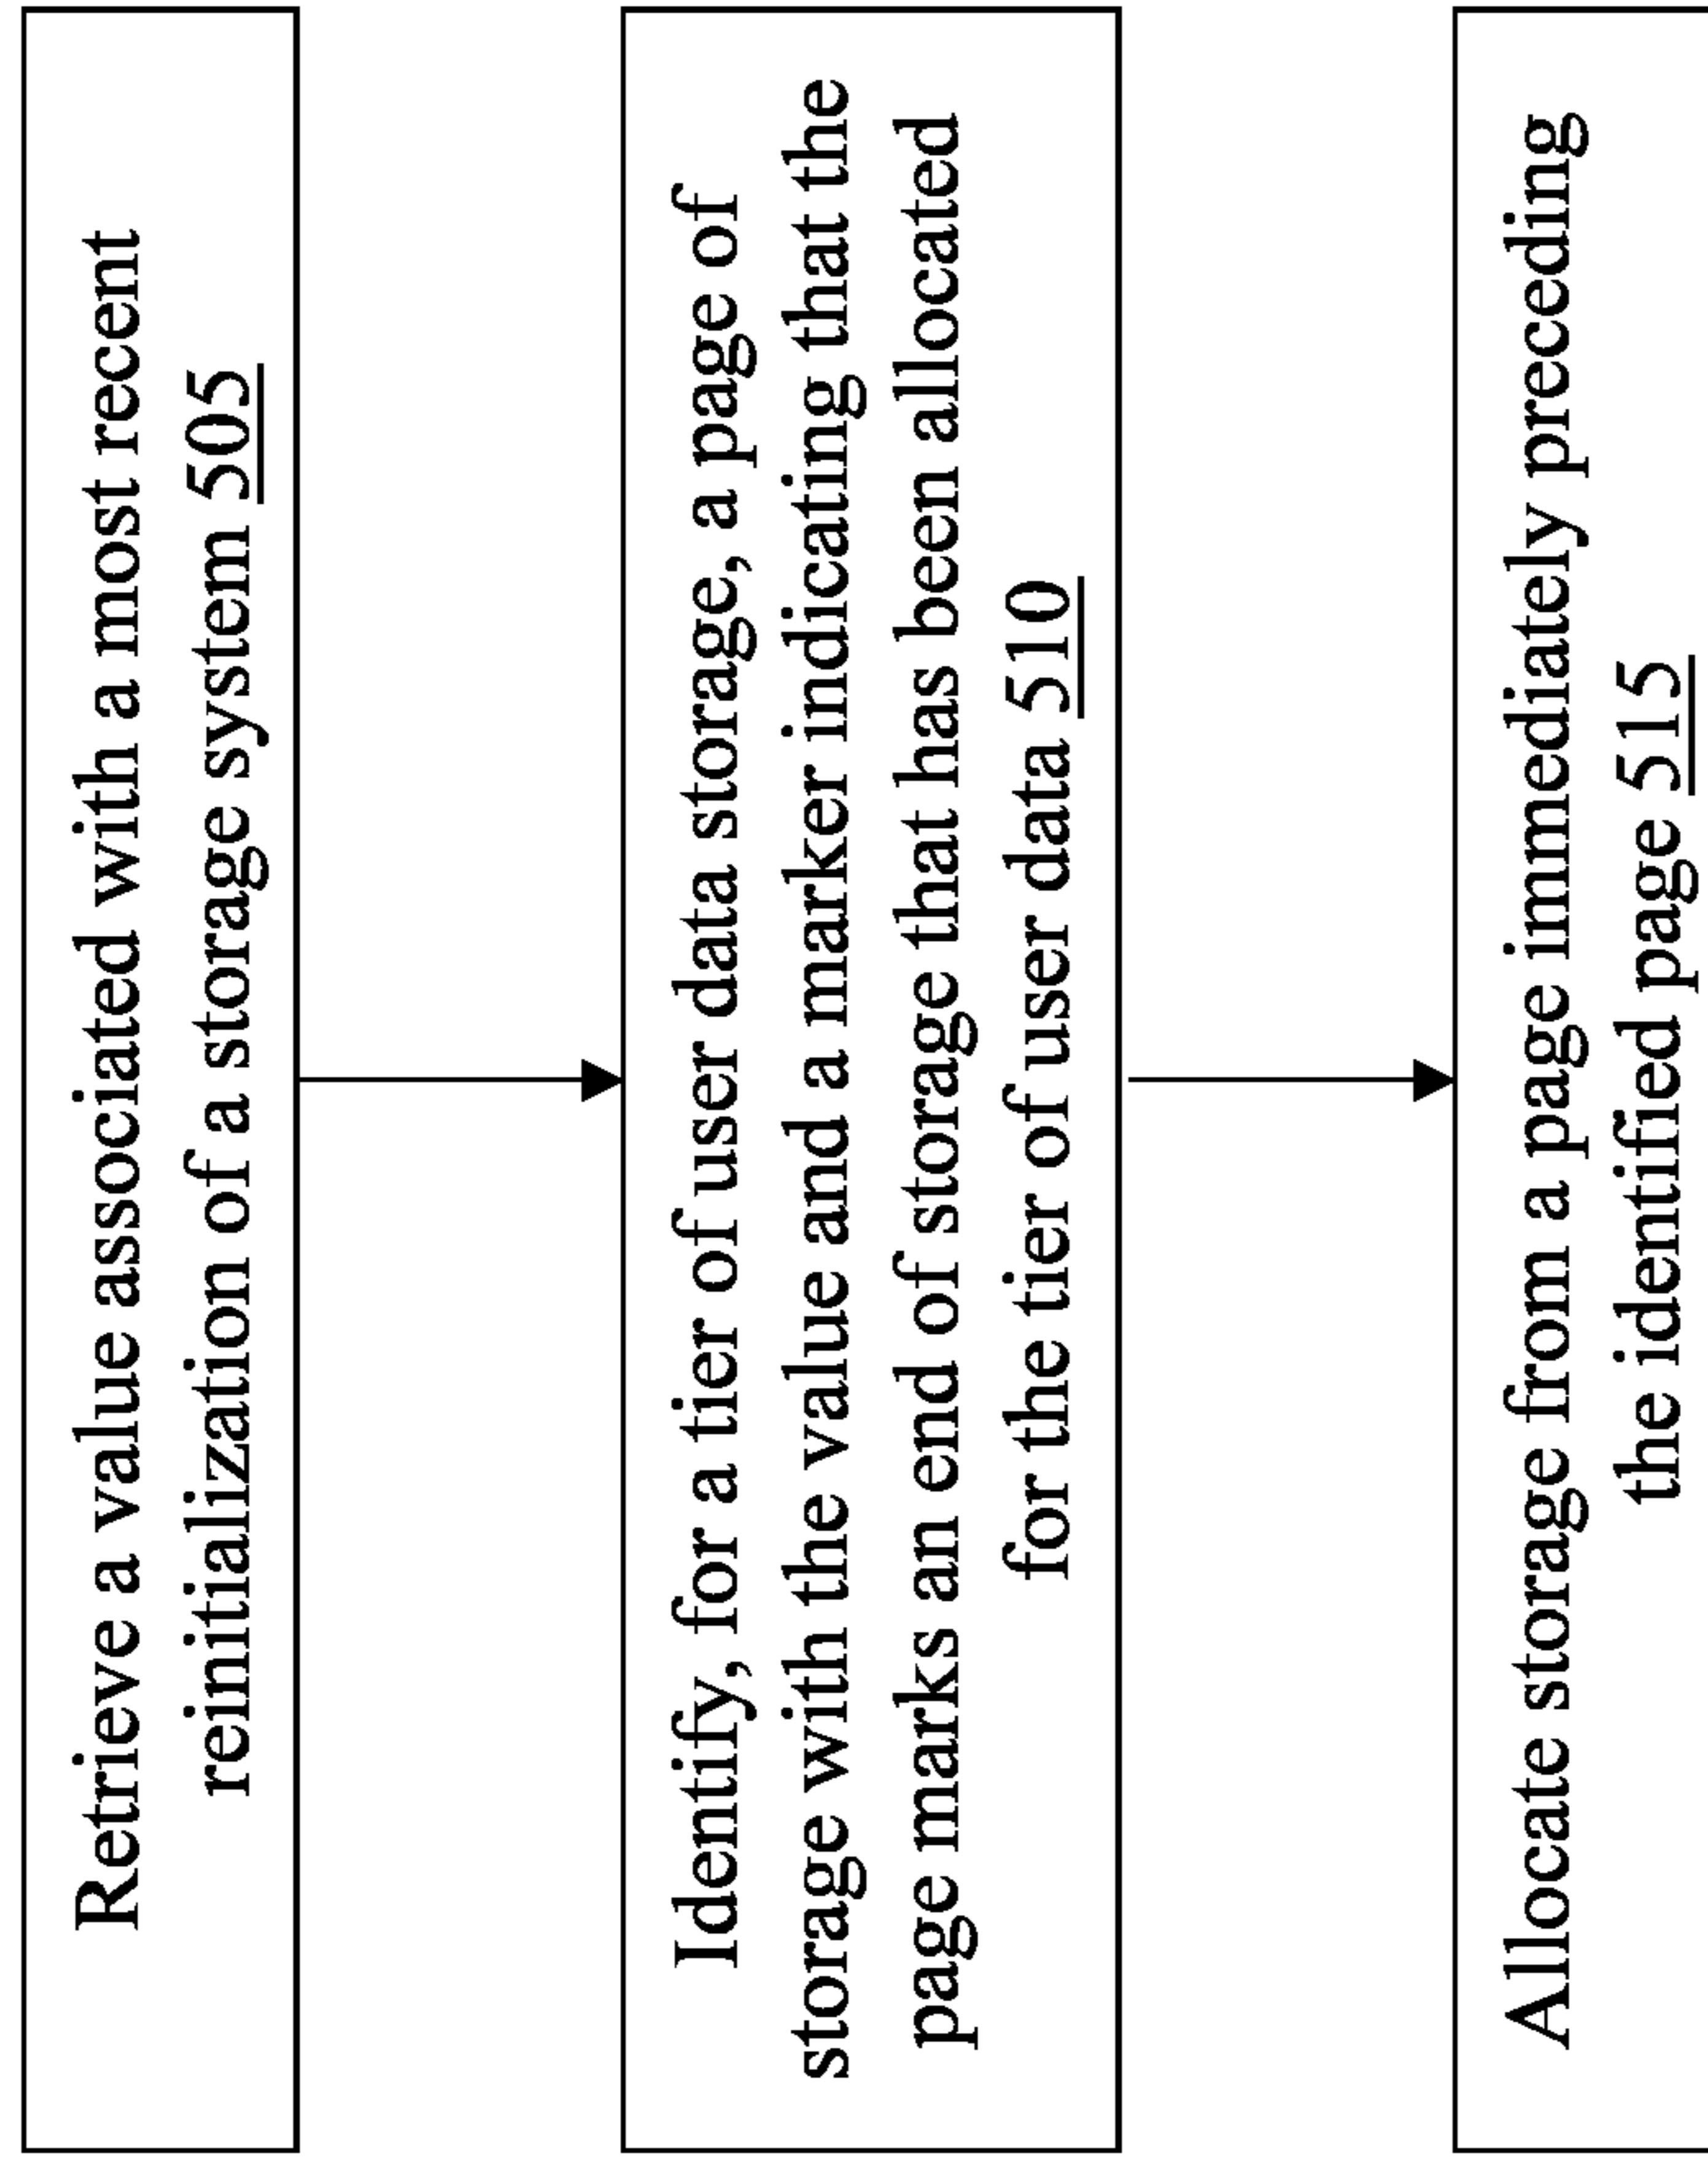 Retrieve a value associated with a most recent
reinitialization of a storage system 505
Identify, for a tier of user data storage, a page of
storage with the value and a marker indicating that the
page marks an end of storage that has been allocated
for the tier of user data 510
Allocate storage from a page immediately preceding
the identified page 515